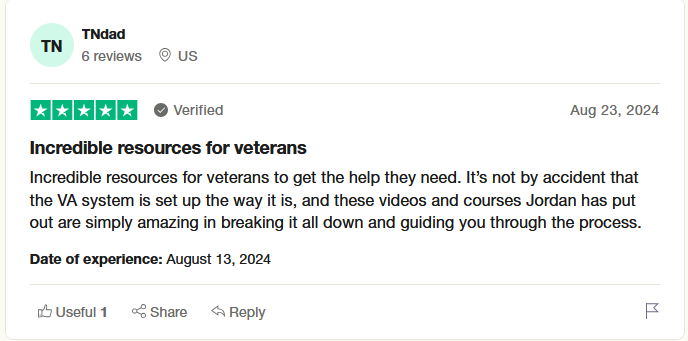 TN
TNdad
6 reviews US
Verified Aug 23, 2024
Incredible resources for veterans
Incredible resources for veterans to get the help they need. It’s not by accident that
the VA system is set up the way it is, and these videos and courses Jordan has put
out are simply amazing in breaking it all down and guiding you through the process.
Date of experience: August 13, 2024
Useful 1 Share Reply